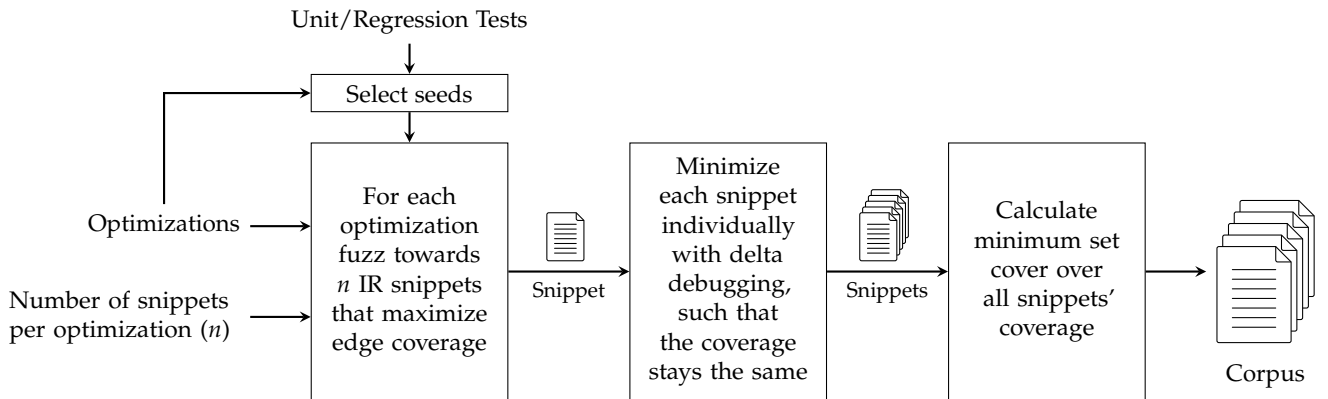 Unit/Regression Tests
Select seeds
Optimizations
Number of snippets
per optimization (n)
For each
optimization
fuzz towards
n IR snippets
that maximize
edge coverage
Snippet
Minimize
each snippet
individually
with delta
debugging,
such that
the coverage
stays the same
Snippets
Calculate
minimum set
cover over
all snippets’
coverage
Corpus